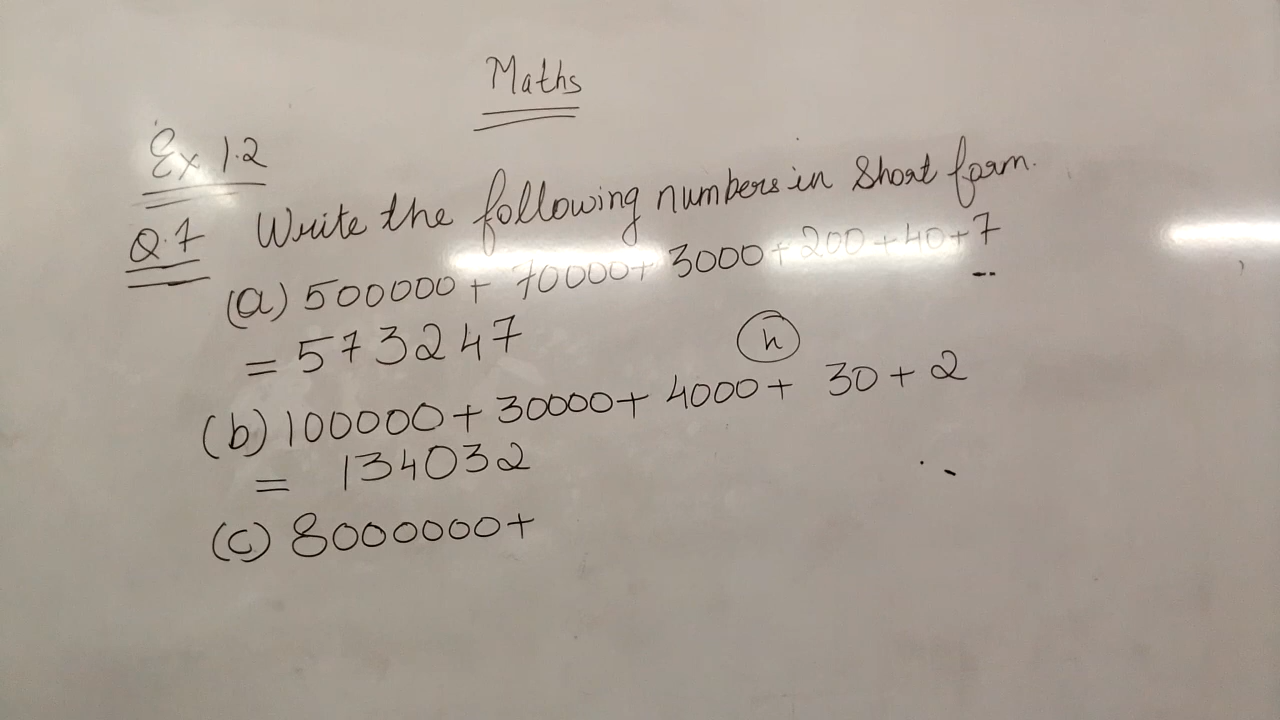 Maths
Ex 1.2
Q.7 Write the following numbers in Short form.
(a) 500000 + 70000 + 3000 + 200 + 40 + 7
= 573247
h
(b) 100000 + 30000 + 4000 + 30 + 2
= 134032
(c) 8000000 +